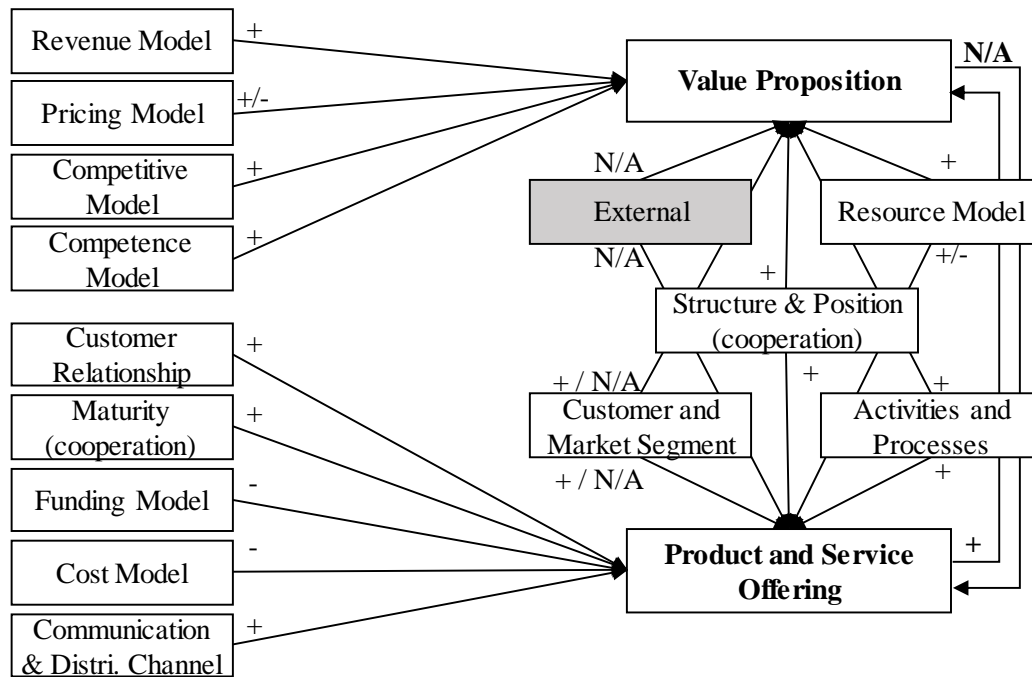 Revenue Model
+
Pricing Model
+/-
Competitive
Model
+
Competence
Model
+
Customer
Relationship
+
Maturity
(cooperation)
+
Funding Model
-
Cost Model
-
Communication
& Distri. Channel
+
Value Proposition
N/A
N/A
+
External
Resource Model
N/A
+/-
+
Structure & Position
(cooperation)
+ / N/A
+
+
Customer and
Market Segment
Activities and
Processes
+ / N/A
+
Product and Service
Offering
+